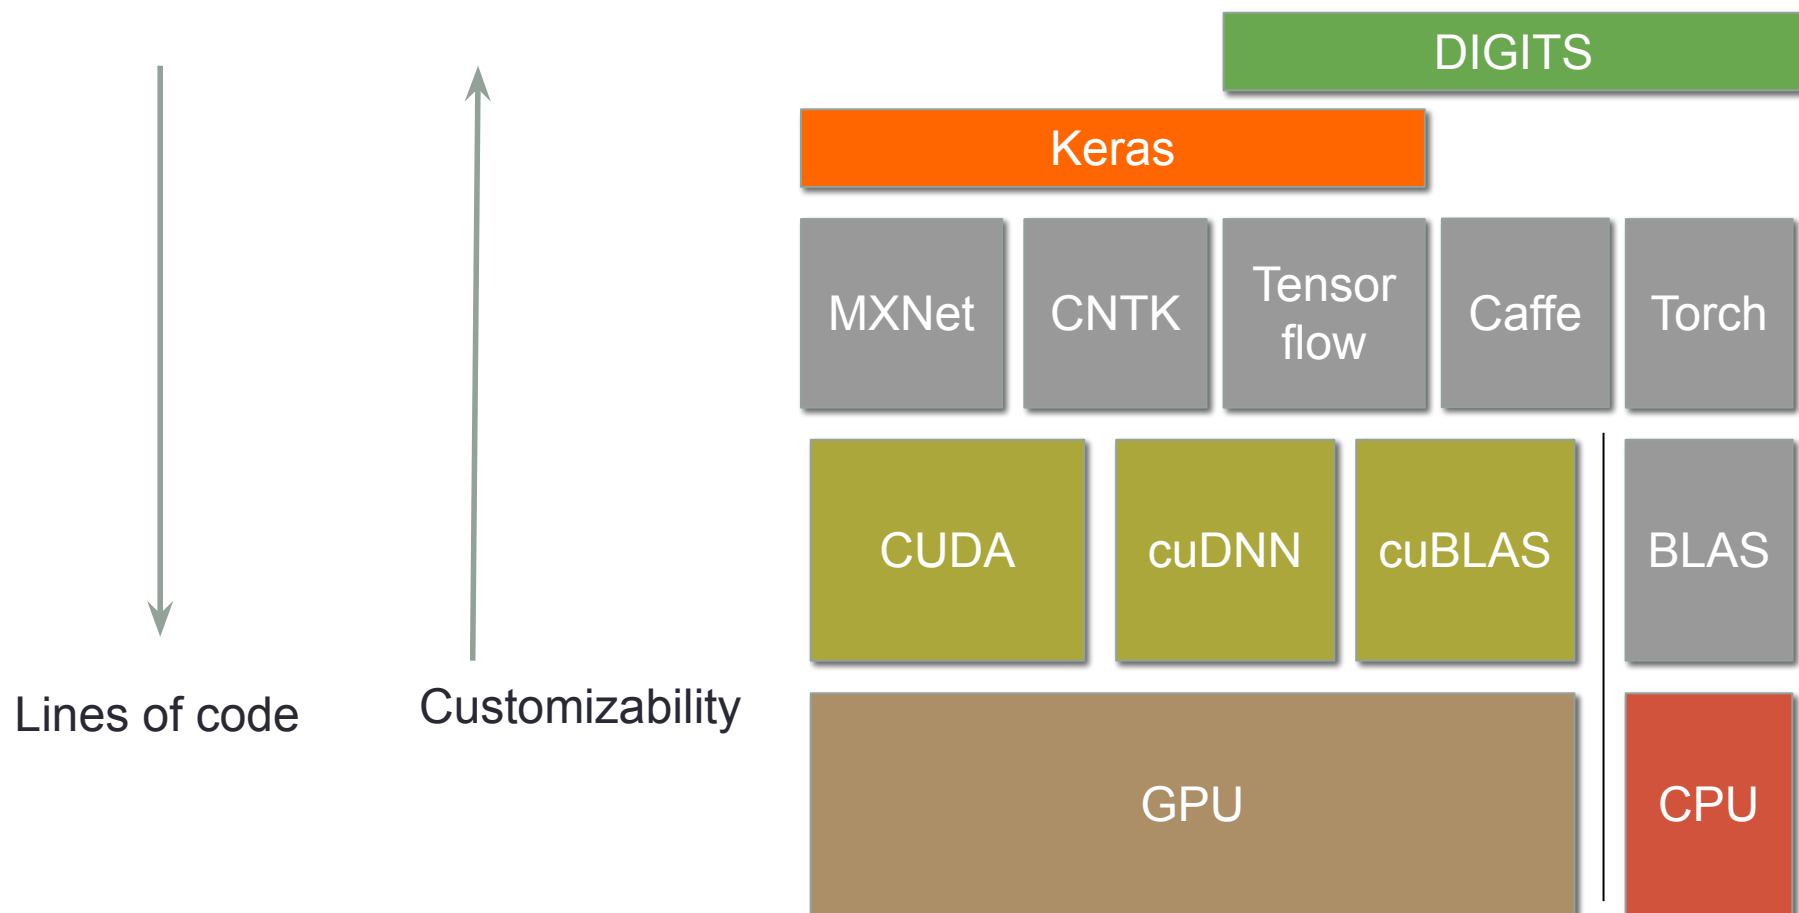 DIGITS
Keras
MXNet
CNTK
Tensor
flow
Caffe
Torch
CUDA
cuDNN
cuBLAS
BLAS
Lines of code
Customizability
GPU
CPU